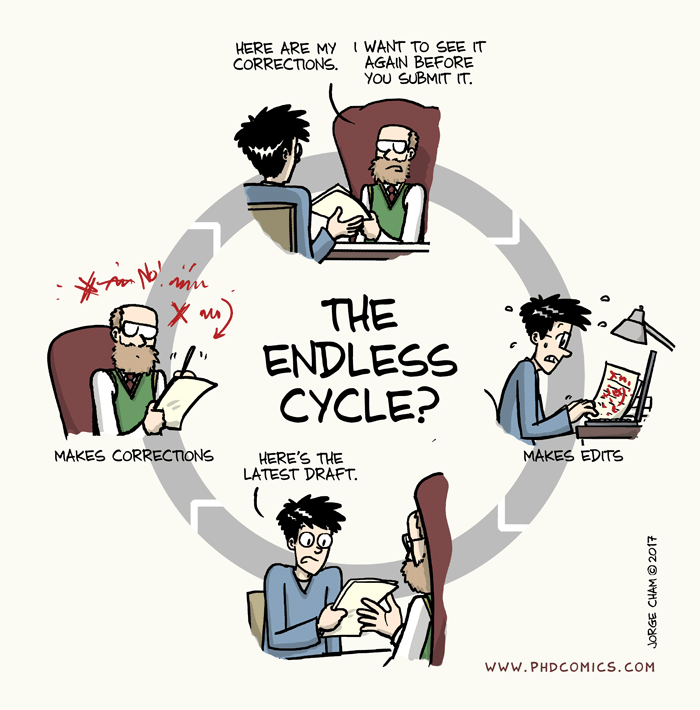 HERE ARE MY
CORRECTIONS.
I WANT TO SEE IT
AGAIN BEFORE
YOU SUBMIT IT.
No!
THE
ENDLESS
CYCLE?
MAKES CORRECTIONS
MAKES EDITS
HERE'S THE
LATEST DRAFT.
JORGE CHAM © 2017
WWW.PHDCOMICS.COM